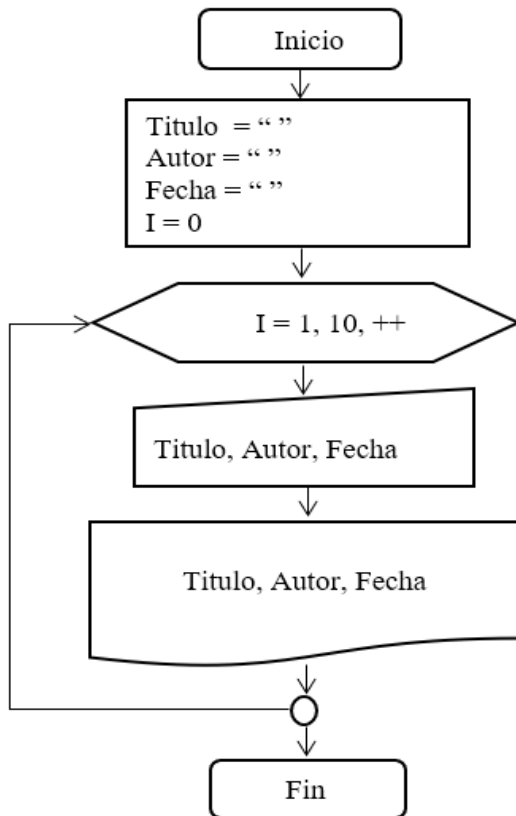 Inicio
Titulo = “ ”
Autor = “ ”
Fecha = “ ”
I = 0
I = 1, 10, ++
Titulo, Autor, Fecha
Titulo, Autor, Fecha
Fin